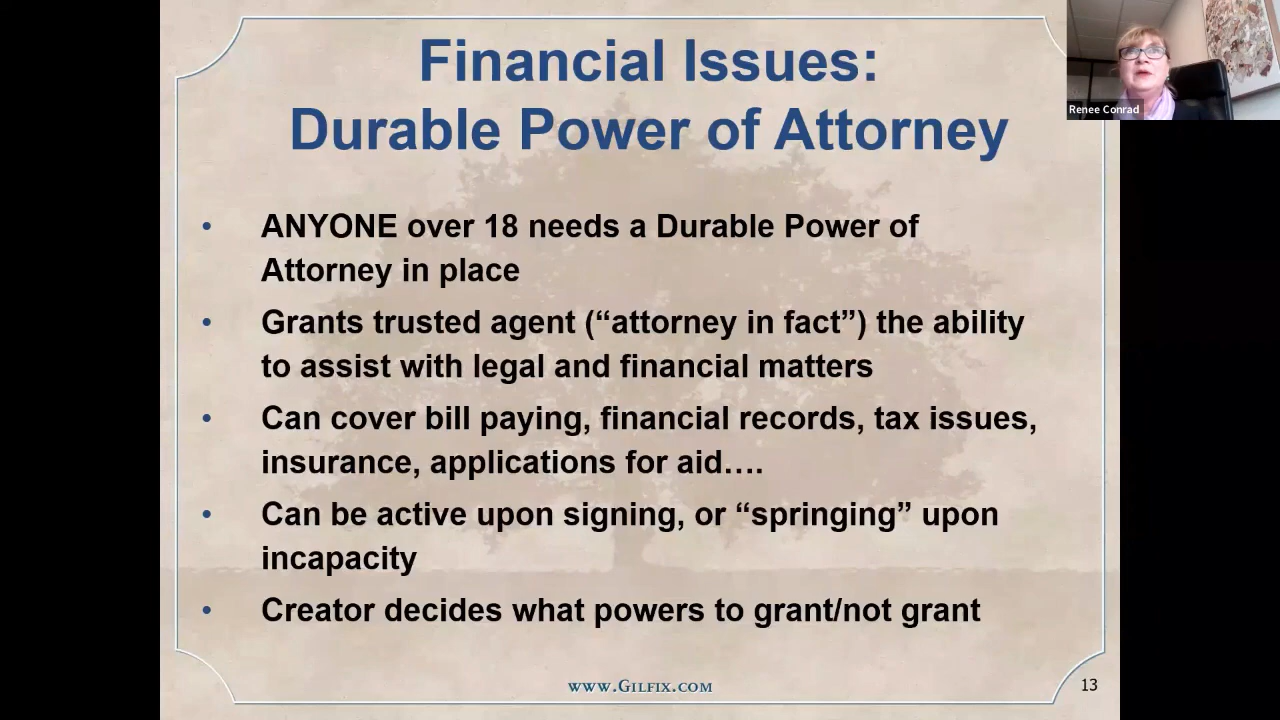 Financial Issues:
Durable Power of Attorney
Renee Conrad
• ANYONE over 18 needs a Durable Power of
Attorney in place
• Grants trusted agent (“attorney in fact”) the ability
to assist with legal and financial matters
• Can cover bill paying, financial records, tax issues,
insurance, applications for aid….
• Can be active upon signing, or “springing” upon
incapacity
• Creator decides what powers to grant/not grant
www.Gilfix.com
13